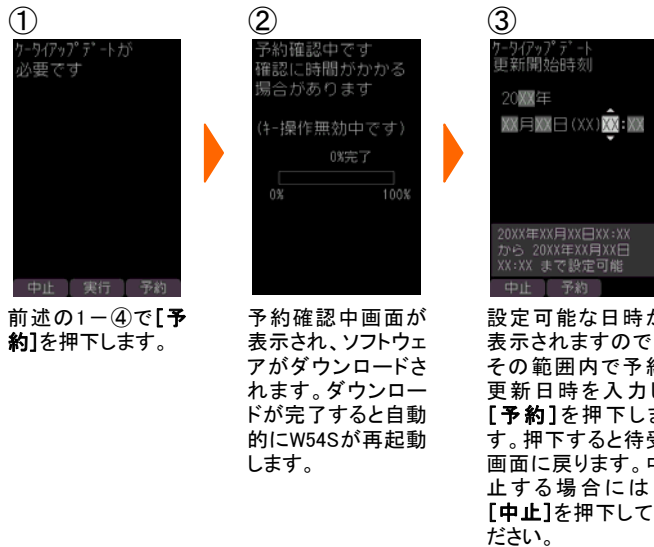 ①
ケータイアップデートが
必要です
中止 実行 予約
前述の1－④で[予
約]を押下します。
②
予約確認中です
確認に時間がかかる
場合があります
(キー操作無効中です)
0%完了
0% 100%
予約確認中画面が
表示され、ソフトウェ
アがダウンロードさ
れます。ダウンロー
ドが完了すると自動
的にW54Sが再起動
します。
③
ケータイアップデート
更新開始時刻
20XX年
XX月XX日(XX)XX:XX
20XX年XX月XX日XX:XX
から 20XX年XX月XX日
XX:XX まで設定可能
中止 予約
設定可能な日時が
表示されますので
その範囲内で予約
更新日時を入力し
[予約]を押下しま
す。押下すると待受
画面に戻ります。中
止する場合には
[中止]を押下して
ださい。